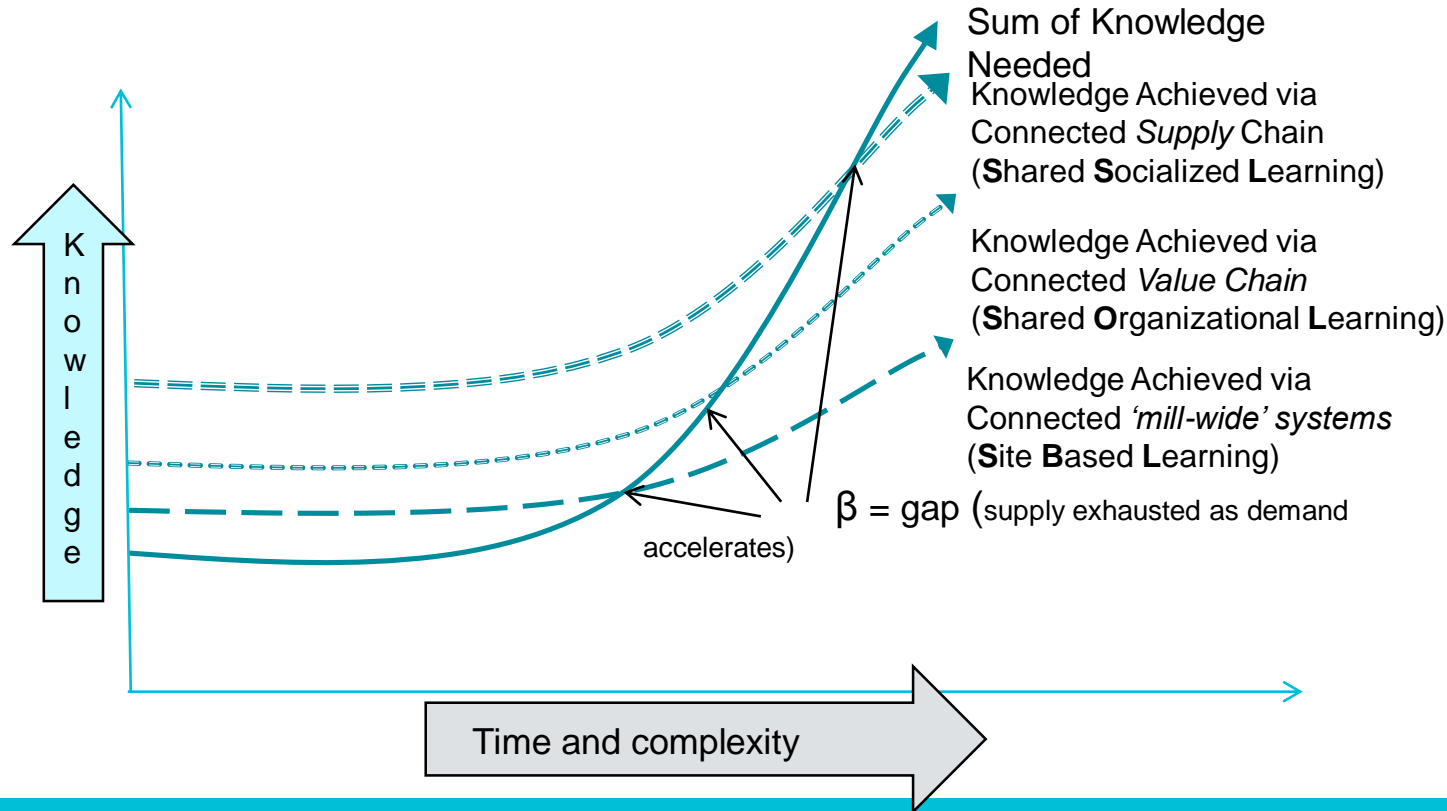 Sum of Knowledge
Needed
Knowledge Achieved via
Connected Supply Chain
(Shared Socialized Learning)
Knowledge Achieved via
Connected Value Chain
(Shared Organizational Learning)
Knowledge Achieved via
Connected ‘mill-wide’ systems
(Site Based Learning)
β = gap (supply exhausted as demand
accelerates)
K
n
o
w
l
e
d
g
e
Time and complexity